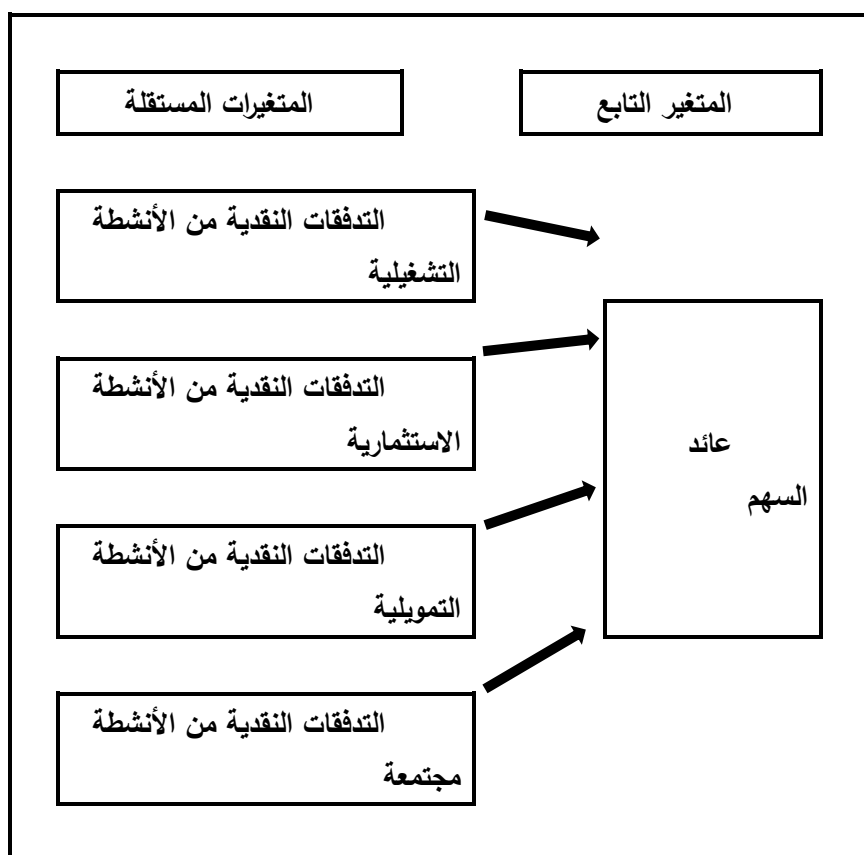 المتغير التابع
المتغيرات المستقلة
التدفقات النقدية من الأنشطة
التشغيلية
التدفقات النقدية من الأنشطة
الاستثمارية
التدفقات النقدية من الأنشطة
التمويلية
التدفقات النقدية من الأنشطة
مجتمعة
عائد
السهم